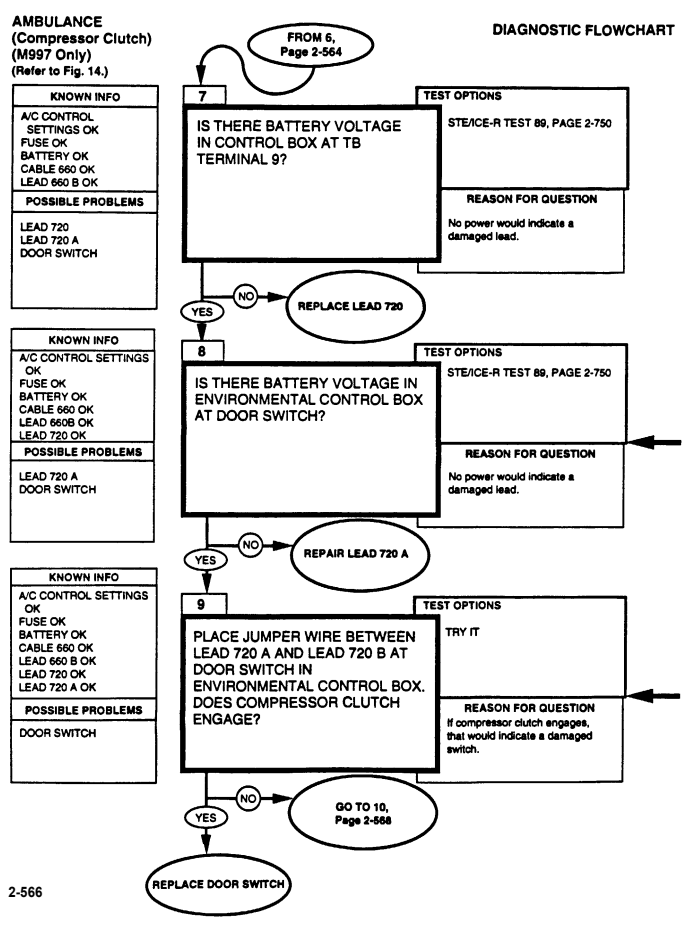 AMBULANCE
(Compressor Clutch)
(M997 Only)
(Refer to Fig. 14.)
FROM 6,
Page 2-564
DIAGNOSTIC FLOWCHART
KNOWN INFO
A/C CONTROL
SETTINGS OK
FUSE OK
BATTERY OK
CABLE 660 OK
LEAD 660 B OK
POSSIBLE PROBLEMS
LEAD 720
LEAD 720 A
DOOR SWITCH
7
IS THERE BATTERY VOLTAGE
IN CONTROL BOX AT TB
TERMINAL 9?
TEST OPTIONS
STE/ICE-R TEST 89, PAGE 2-750
REASON FOR QUESTION
No power would indicate a
damaged lead.
NO
REPLACE LEAD 720
YES
KNOWN INFO
A/C CONTROL SETTINGS
OK
FUSE OK
BATTERY OK
CABLE 660 OK
LEAD 660B OK
LEAD 720 OK
POSSIBLE PROBLEMS
LEAD 720 A
DOOR SWITCH
8
IS THERE BATTERY VOLTAGE IN
ENVIRONMENTAL CONTROL BOX
AT DOOR SWITCH?
TEST OPTIONS
STE/ICE-R TEST 89, PAGE 2-750
REASON FOR QUESTION
No power would indicate a
damaged lead.
NO
REPAIR LEAD 720 A
YES
KNOWN INFO
A/C CONTROL SETTINGS
OK
FUSE OK
BATTERY OK
CABLE 660 OK
LEAD 660 B OK
LEAD 720 OK
LEAD 720 A OK
POSSIBLE PROBLEMS
DOOR SWITCH
9
PLACE JUMPER WIRE BETWEEN
LEAD 720 A AND LEAD 720 B AT
DOOR SWITCH IN
ENVIRONMENTAL CONTROL BOX.
DOES COMPRESSOR CLUTCH
ENGAGE?
TEST OPTIONS
TRY IT
REASON FOR QUESTION
If compressor clutch engages,
that would indicate a damaged
switch.
NO
GO TO 10,
Page 2-568
YES
REPLACE DOOR SWITCH
2-566